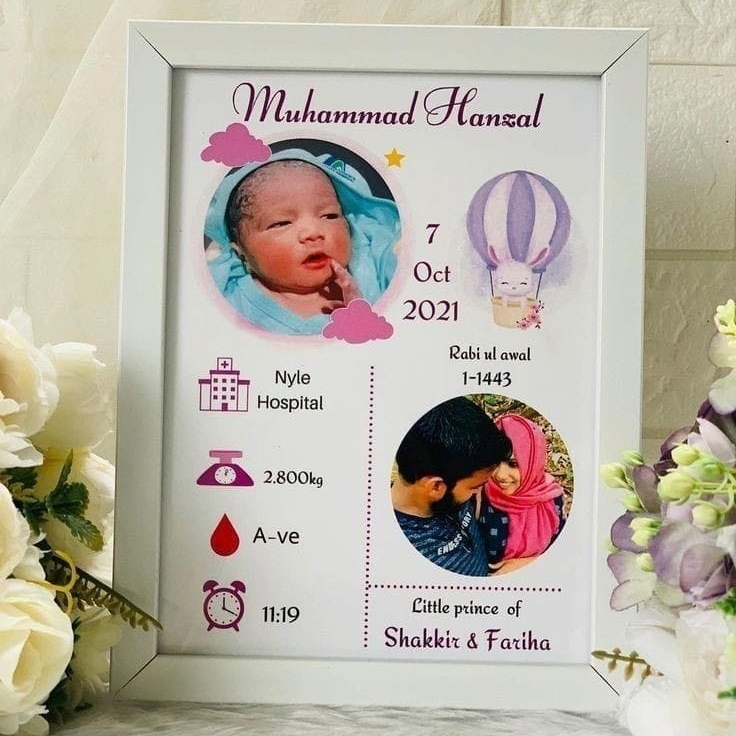 Muhammad Hanzal
7
Oct
2021
Rabi ul awal
1-1443
Nyle
Hospital
2.800kg
A-ve
11:19
ENDLESS
Little prince of
Shakkir & Fariha